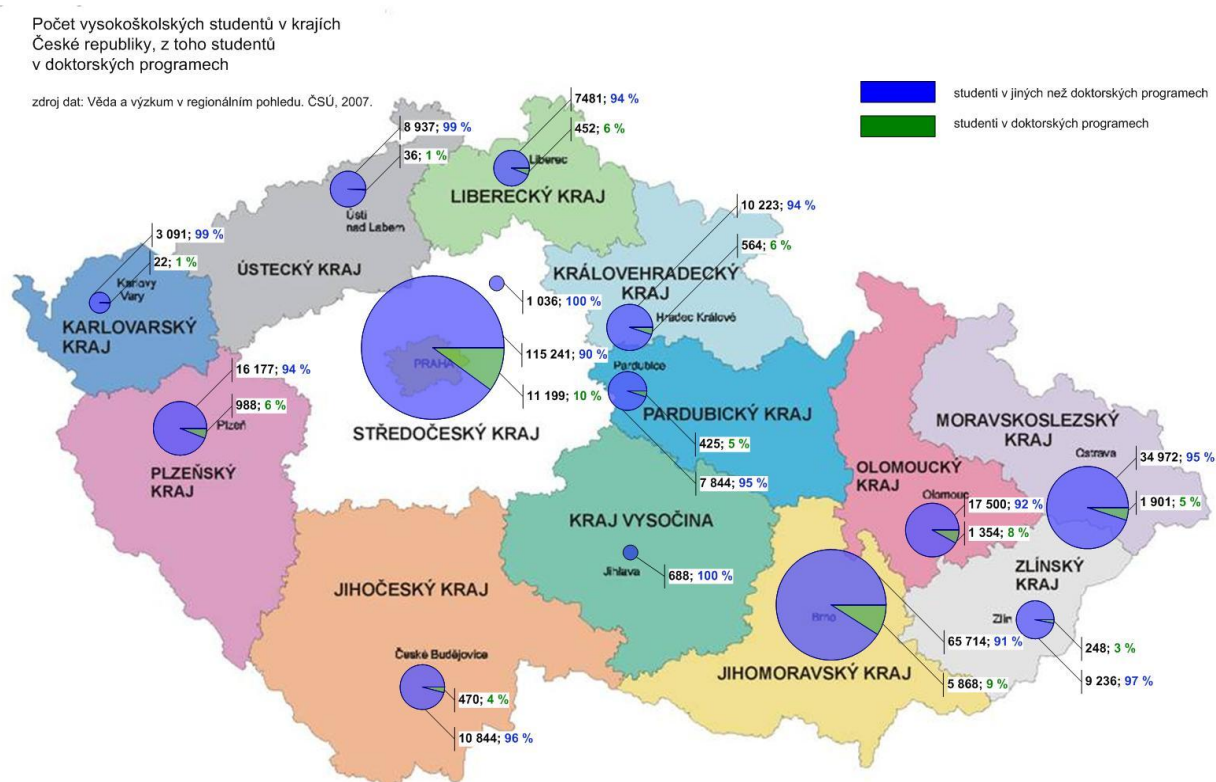 Počet vysokoškolských studentů v krajích
České republiky, z toho studentů
v doktorských programech
zdroj dat: Věda a výzkum v regionálním pohledu. ČSÚ, 2007.
studenti v jiných než doktorských programech
studenti v doktorských programech
7481; 94 %
452; 6 %
Liberec
LIBERECKÝ KRAJ
8 937; 99 %
36; 1 %
Ústí
nad Labem
ÚSTECKÝ KRAJ
3 091; 99 %
22; 1 %
Karlovy
Vary
KARLOVARSKÝ
KRAJ
10 223; 94 %
564; 6 %
KRÁLOVEHRADECKÝ
KRAJ
Hradec Králové
1 036; 100 %
115 241; 90 %
11 199; 10 %
PRAHA
STŘEDOČESKÝ KRAJ
16 177; 94 %
988; 6 %
Plzeň
PLZEŇSKÝ
KRAJ
Pardubice
PARDUBICKÝ KRAJ
425; 5 %
7 844; 95 %
MORAVSKOSLEZSKÝ
KRAJ
Ostrava
34 972; 95 %
1 901; 5 %
OLOMOUCKÝ
KRAJ
Olomouc
17 500; 92 %
1 354; 8 %
KRAJ VYSOČINA
Jihlava
688; 100 %
ZLÍNSKÝ
KRAJ
Zlín
248; 3 %
9 236; 97 %
JIHOČESKÝ KRAJ
České Budějovice
470; 4 %
10 844; 96 %
Brno
65 714; 91 %
JIHOMORAVSKÝ KRAJ
5 868; 9 %